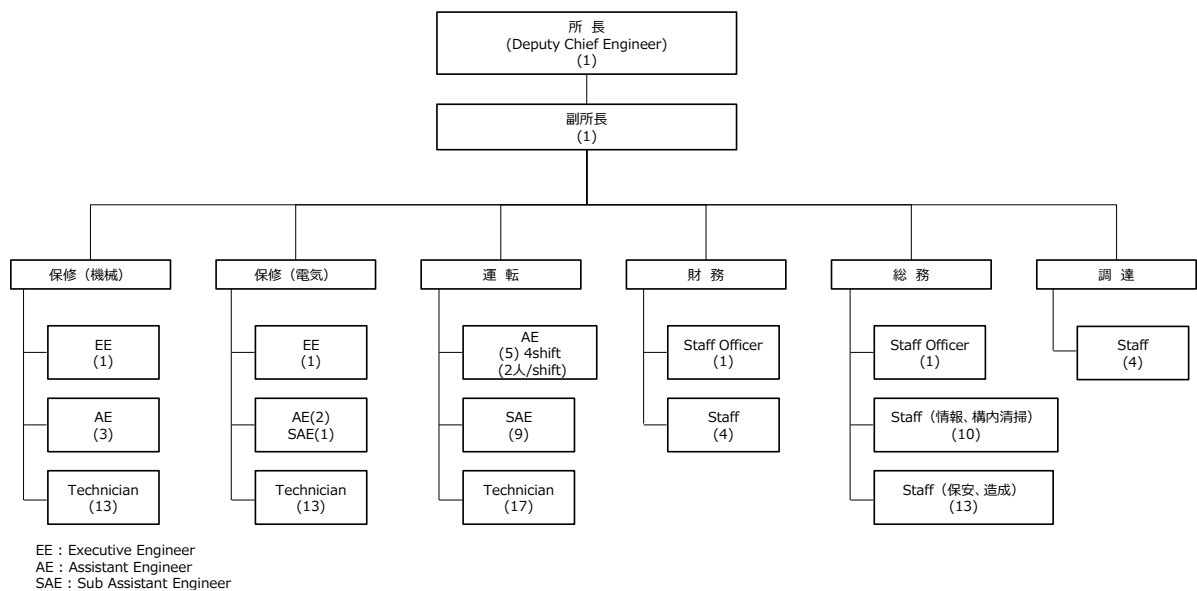 所 長
(Deputy Chief Engineer)
(1)
副所長
(1)
保修（機械）
保修（電気）
運 転
財 務
総 務
調 達
EE
(1)
AE
(3)
Technician
(13)
EE
(1)
AE(2)
SAE(1)
Technician
(13)
AE
(5) 4shift
(2人/shift)
SAE
(9)
Technician
(17)
Staff Officer
(1)
Staff
(4)
Staff Officer
(1)
Staff（情報、構内清掃）
(10)
Staff（保安、造成）
(13)
Staff
(4)
EE : Executive Engineer
AE : Assistant Engineer
SAE : Sub Assistant Engineer